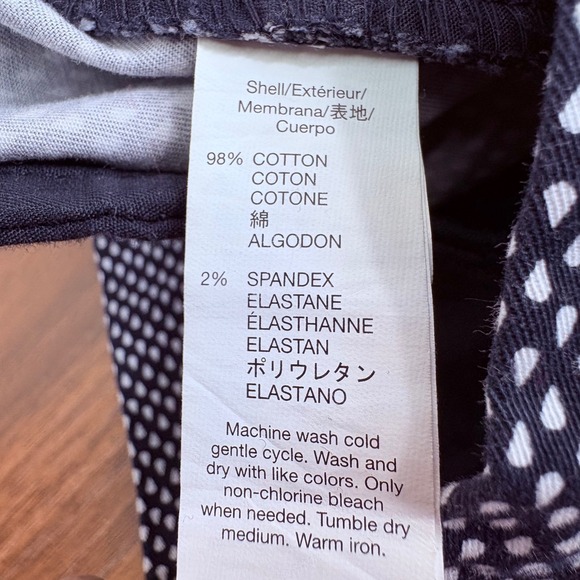 Shell/Extérieur/
Membrana/表地/
Cuerpo
98% COTTON
COTON
COTONE
綿
ALGODON
2% SPANDEX
ELASTANE
ÉLASTHANNE
ELASTAN
ポリウレタン
ELASTANO
Machine wash cold
gentle cycle. Wash and
dry with like colors. Only
non-chlorine bleach
when needed. Tumble dry
medium. Warm iron.